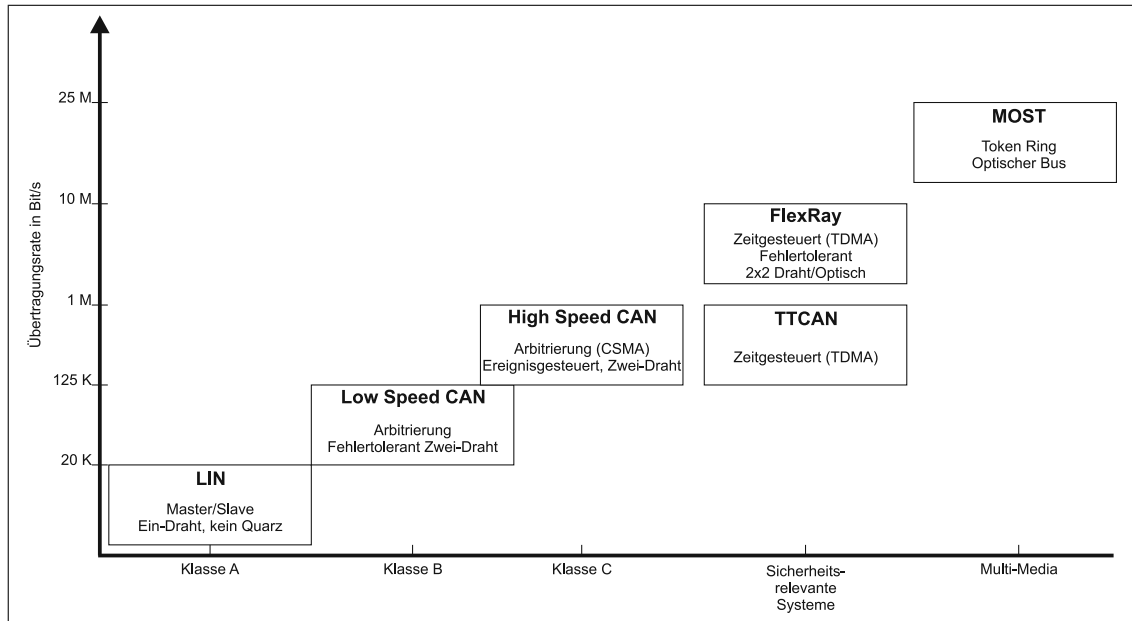 Übertragungsrate in Bit/s
25 M
10 M
1 M
125 K
20 K
MOST
Token Ring
Optischer Bus
FlexRay
Zeitgesteuert (TDMA)
Fehlertolerant
2x2 Draht/Optisch
High Speed CAN
Arbitrierung (CSMA)
Ereignisgesteuert, Zwei-Draht
TTCAN
Zeitgesteuert (TDMA)
Low Speed CAN
Arbitrierung
Fehlertolerant Zwei-Draht
LIN
Master/Slave
Ein-Draht, kein Quarz
Klasse A
Klasse B
Klasse C
Sicherheits-
relevante
Systeme
Multi-Media